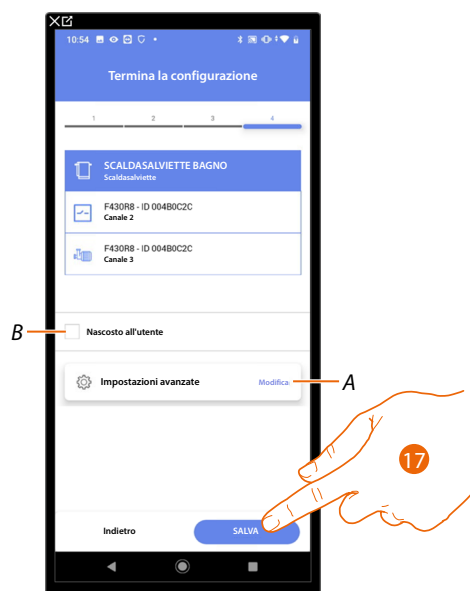 10:54
Termina la configurazione
1 2 3 4
SCALDASALVIETTE BAGNO
Scaldasalviette
F430R8 - ID 004B0C2C
Canale 2
F430R8 - ID 004B0C2C
Canale 3
B
Nascosto all'utente
Impostazioni avanzate Modifica
A
17
Indietro SALVA